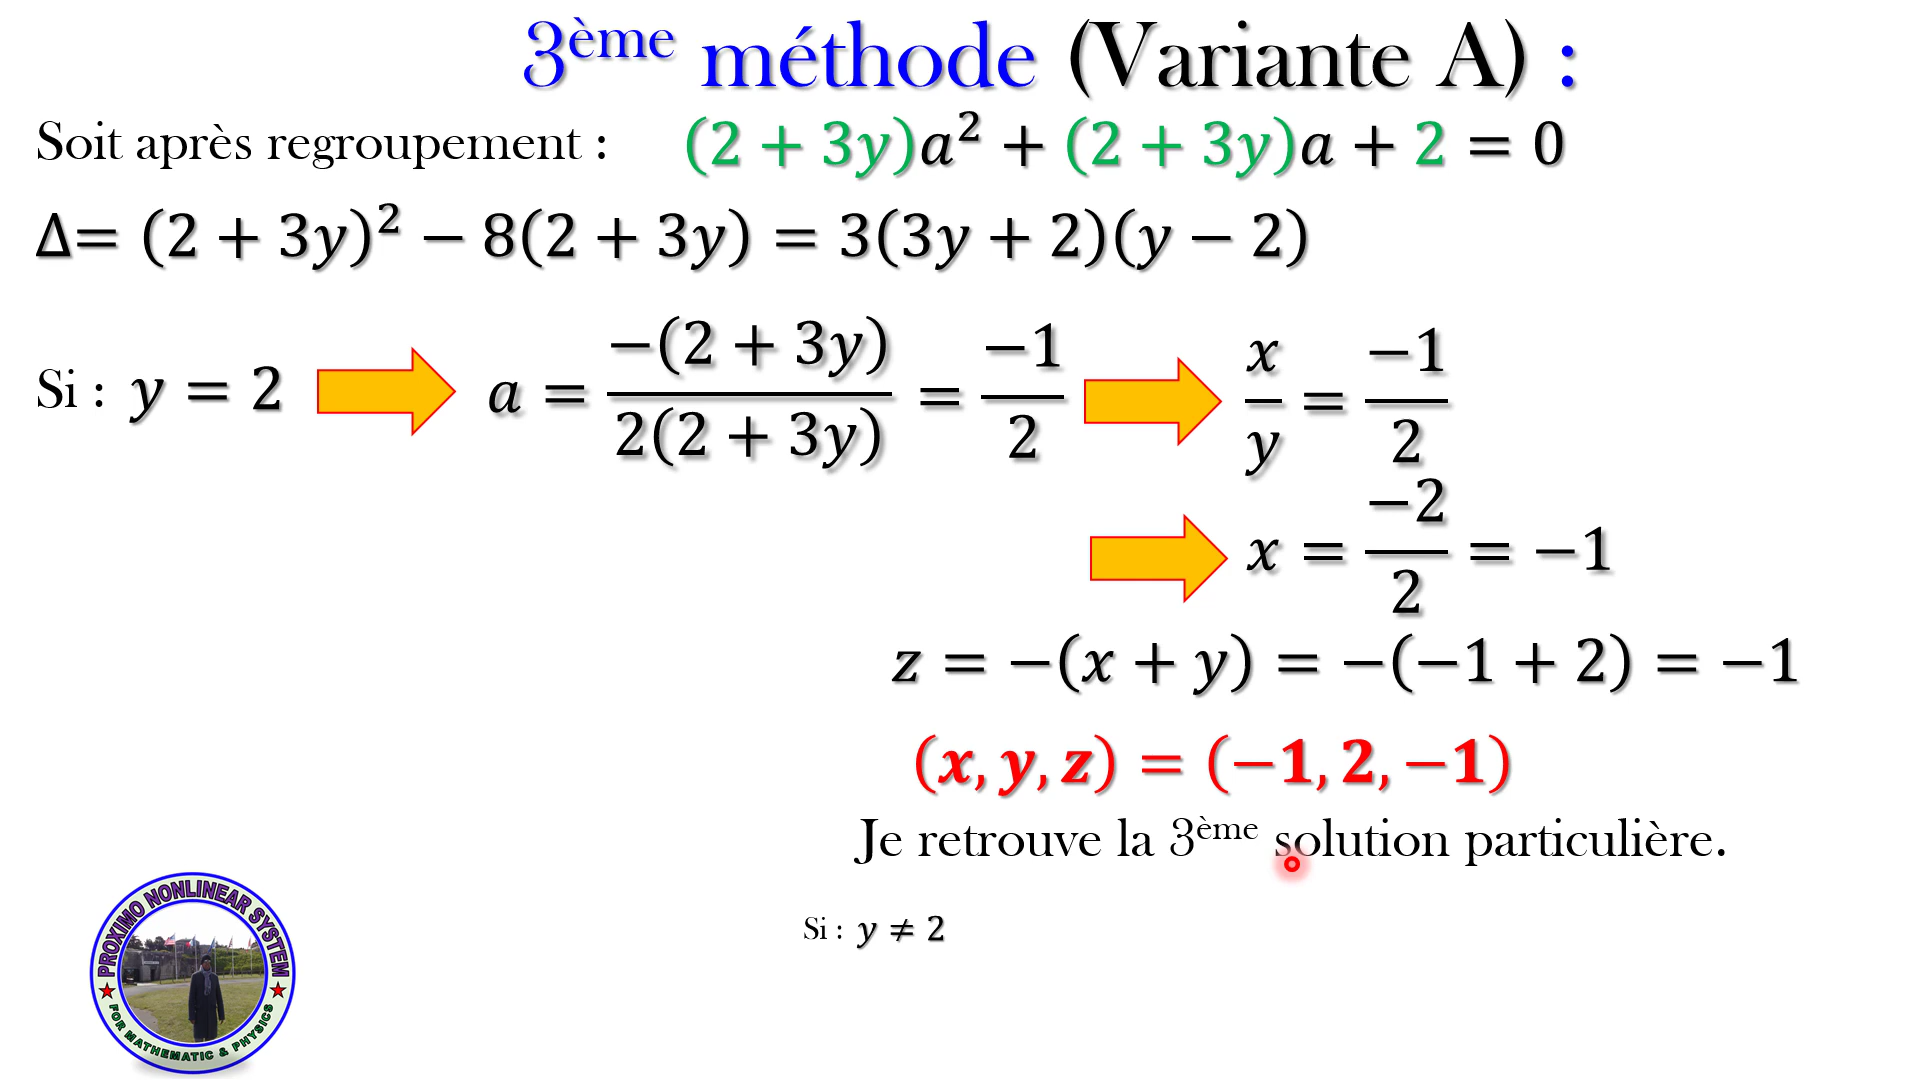 3ème méthode (Variante A) :
Soit après regroupement : (2 + 3y)a² + (2 + 3y)a + 2 = 0
Δ= (2 + 3y)² − 8(2 + 3y) = 3(3y + 2)(y − 2)
Si : y = 2 a = −(2 + 3y)/2(2 + 3y) = −1/2 x/y = −1/2
x = −2/2 = −1
z = −(x + y) = −(−1 + 2) = −1
(x, y, z) = (−1, 2, −1)
Je retrouve la 3ème solution particulière.
Si : y ≠ 2
PROXIMO NONLINEAR SYSTEM
★ FOR MATHEMATIC & PHYSICS ★